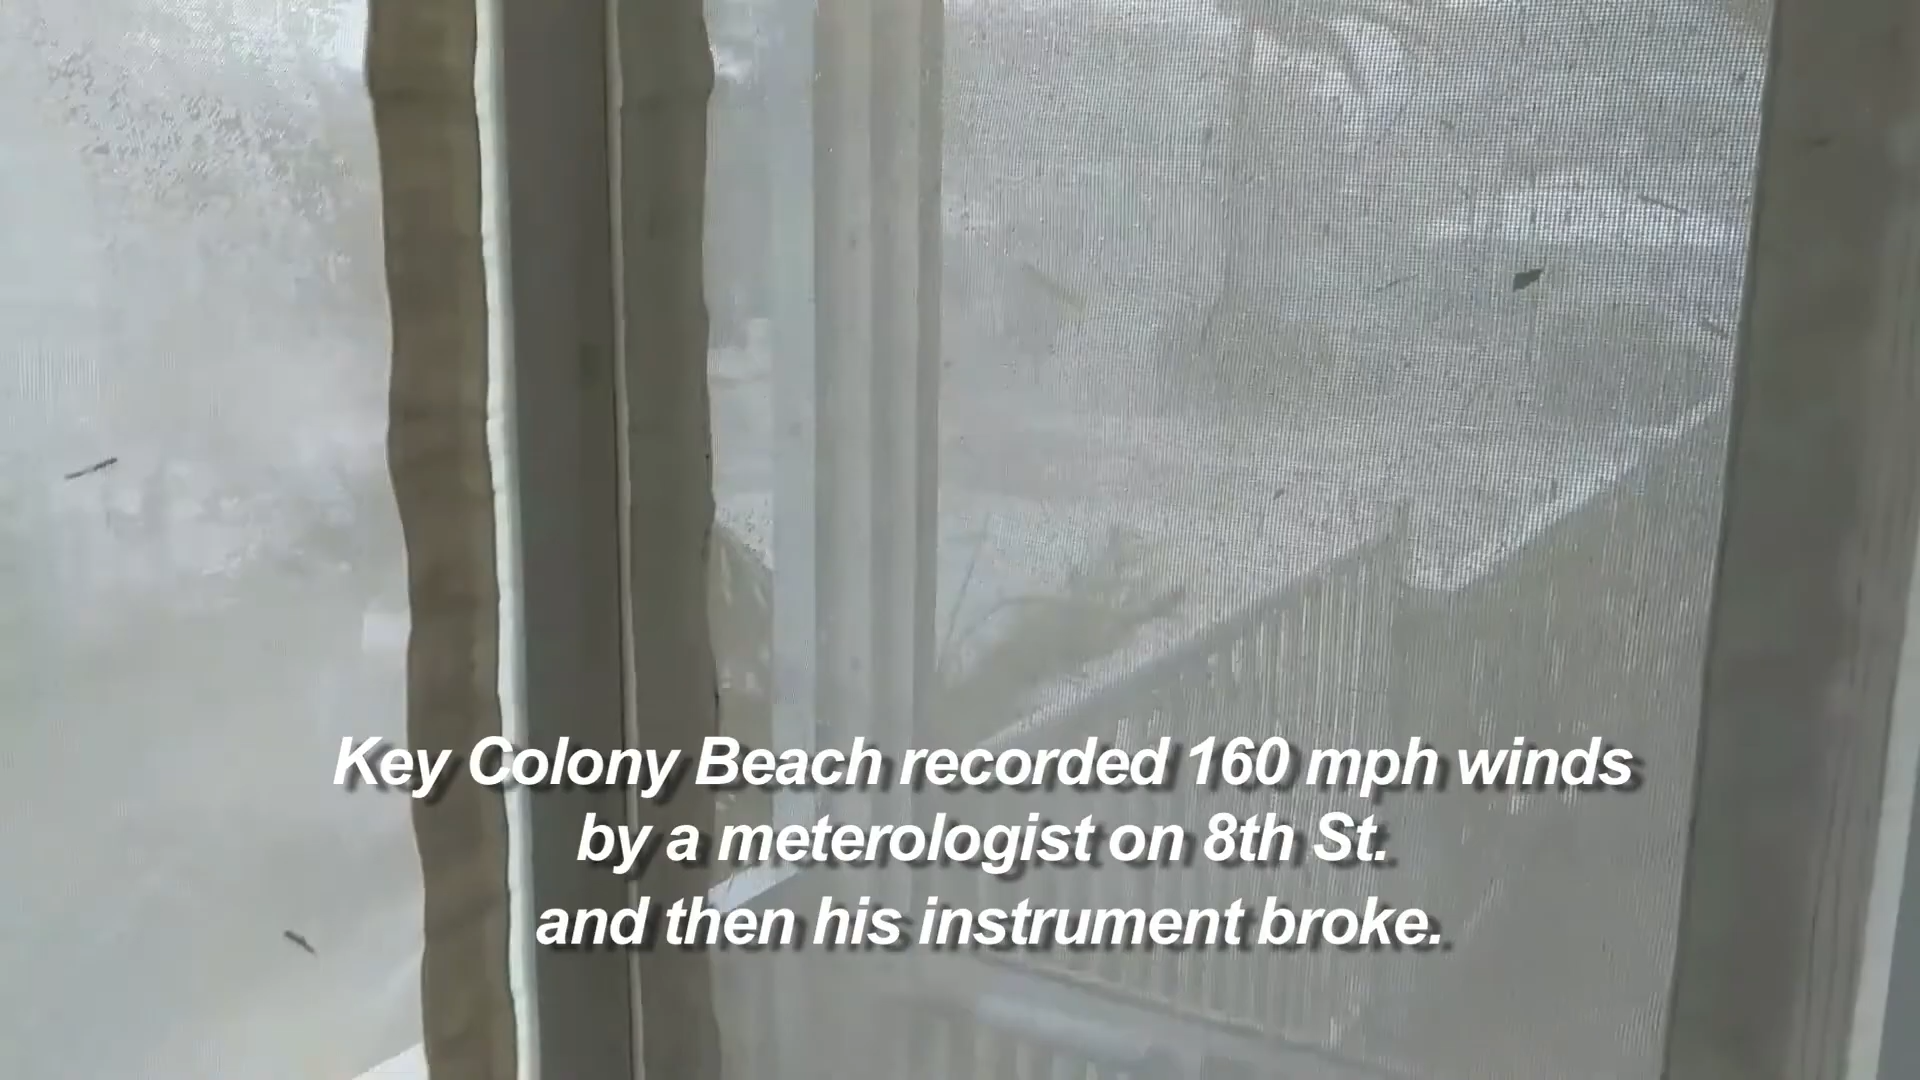 Key Colony Beach recorded 160 mph winds
by a meterologist on 8th St.
and then his instrument broke.